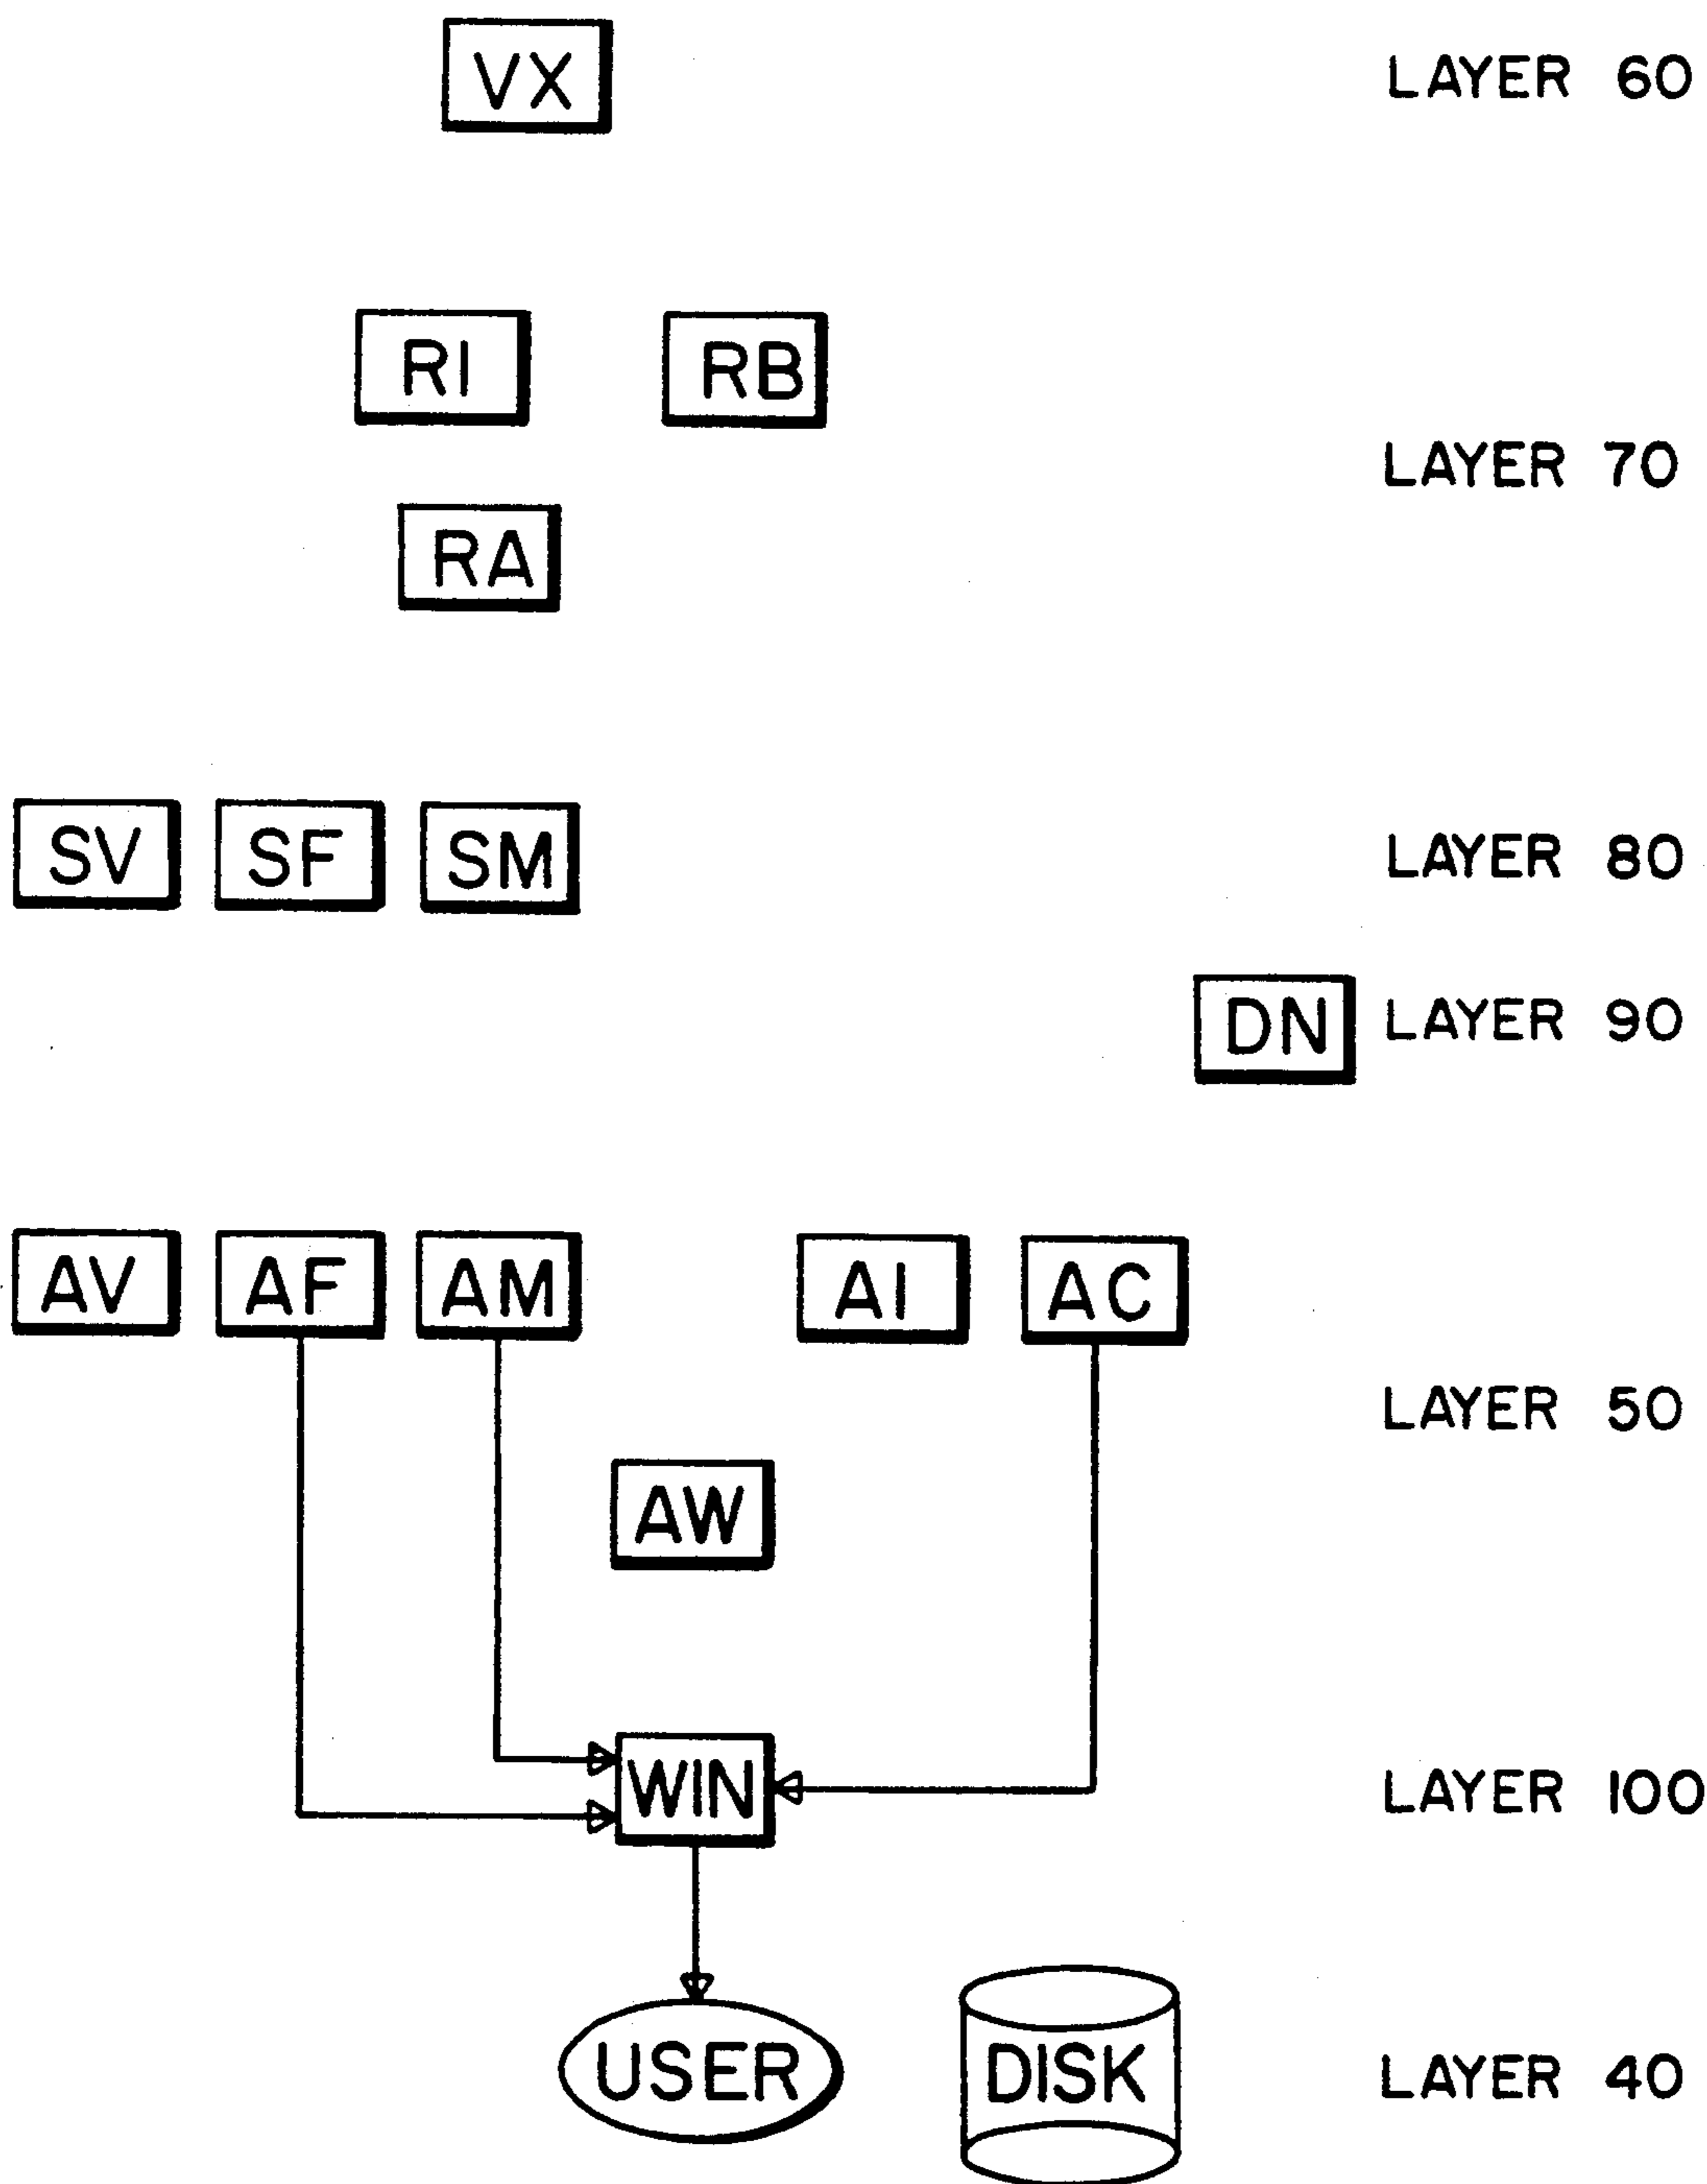 VX LAYER 60
RI RB
LAYER 70
RA
SV SF SM LAYER 80
DN LAYER 90
AV AF AM AI AC
LAYER 50
AW
WIN LAYER 100
USER DISK LAYER 40